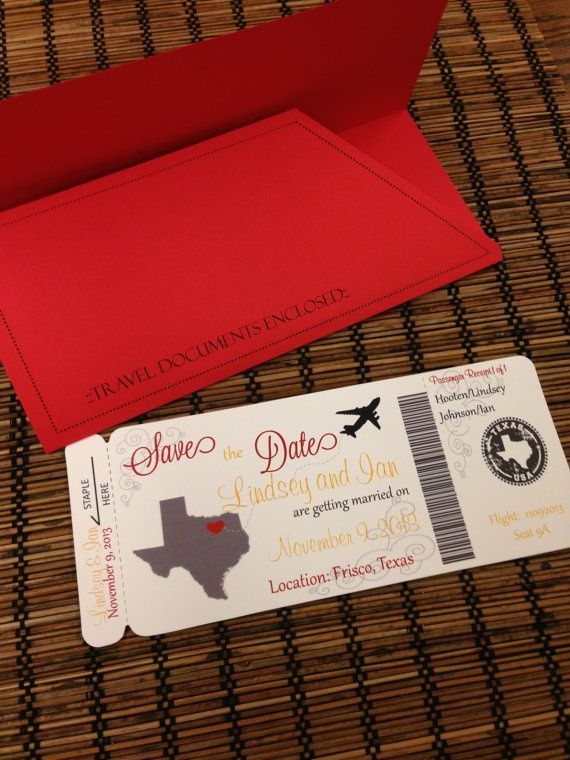 ::TRAVEL DOCUMENTS ENCLOSED::
STAPLE
HERE
Lindsey & Ian
November 9, 2013
Save the Date
Lindsey and Ian
are getting married on
November 9, 2013
Location: Frisco, Texas
Passenger Receipt 1 of 1
Hooten/Lindsey
Johnson/Ian
TEXAS
USA
Flight: 11092013
Seat 9A